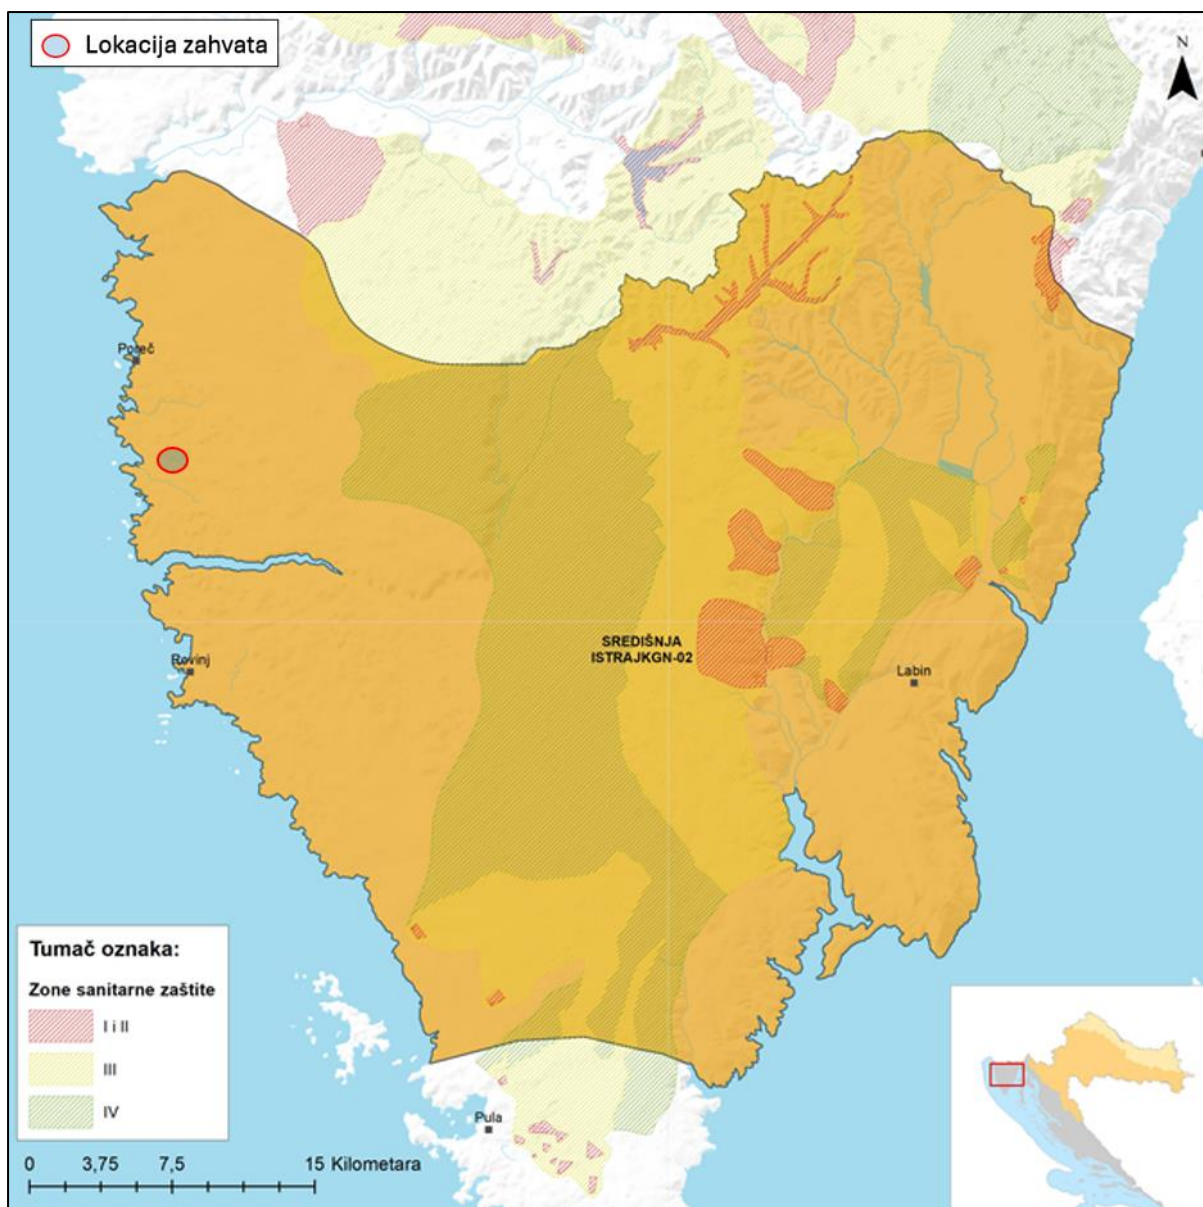 Lokacija zahvata
N
Poreč
Rovinj
SREDIŠNJA
ISTRAJKGN-02
Labin
Pula
Tumač oznaka:
Zone sanitarne zaštite
I i II
III
IV
0 3,75 7,5 15 Kilometara